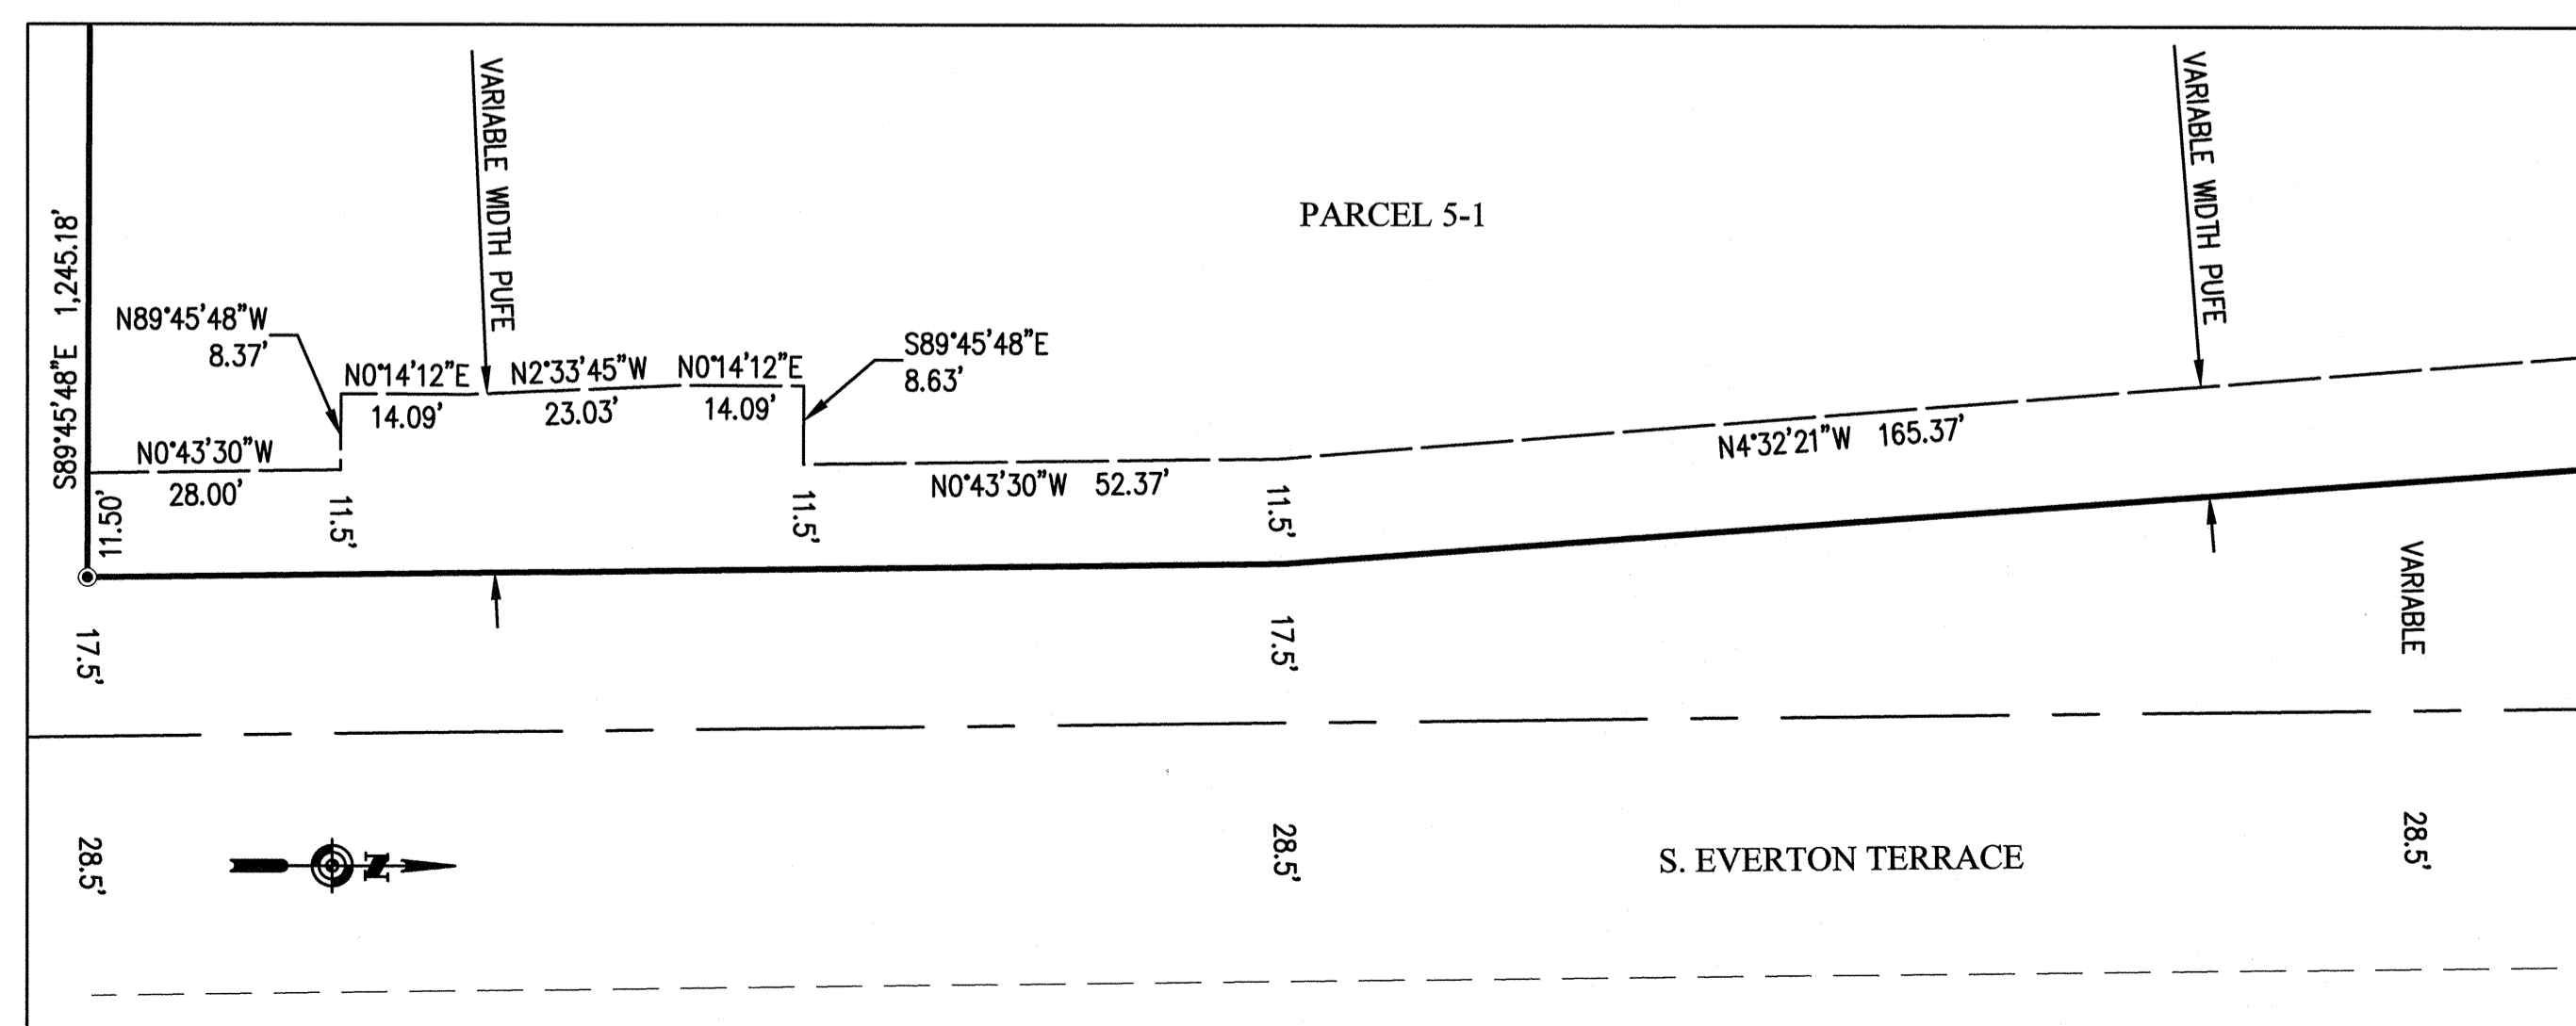 S89°45'48"E 1,245.18'
N89°45'48"W
8.37'
N0°43'30"W
28.00'
11.50'
11.5'
N0°14'12"E
14.09'
VARIABLE WIDTH PUFE
N2°33'45"W
23.03'
N0°14'12"E
14.09'
S89°45'48"E
8.63'
11.5'
N0°43'30"W 52.37'
11.5'
PARCEL 5-1
N4°32'21"W 165.37'
VARIABLE WIDTH PUFE
17.5'
17.5'
VARIABLE
28.5'
N
28.5'
S. EVERTON TERRACE
28.5'